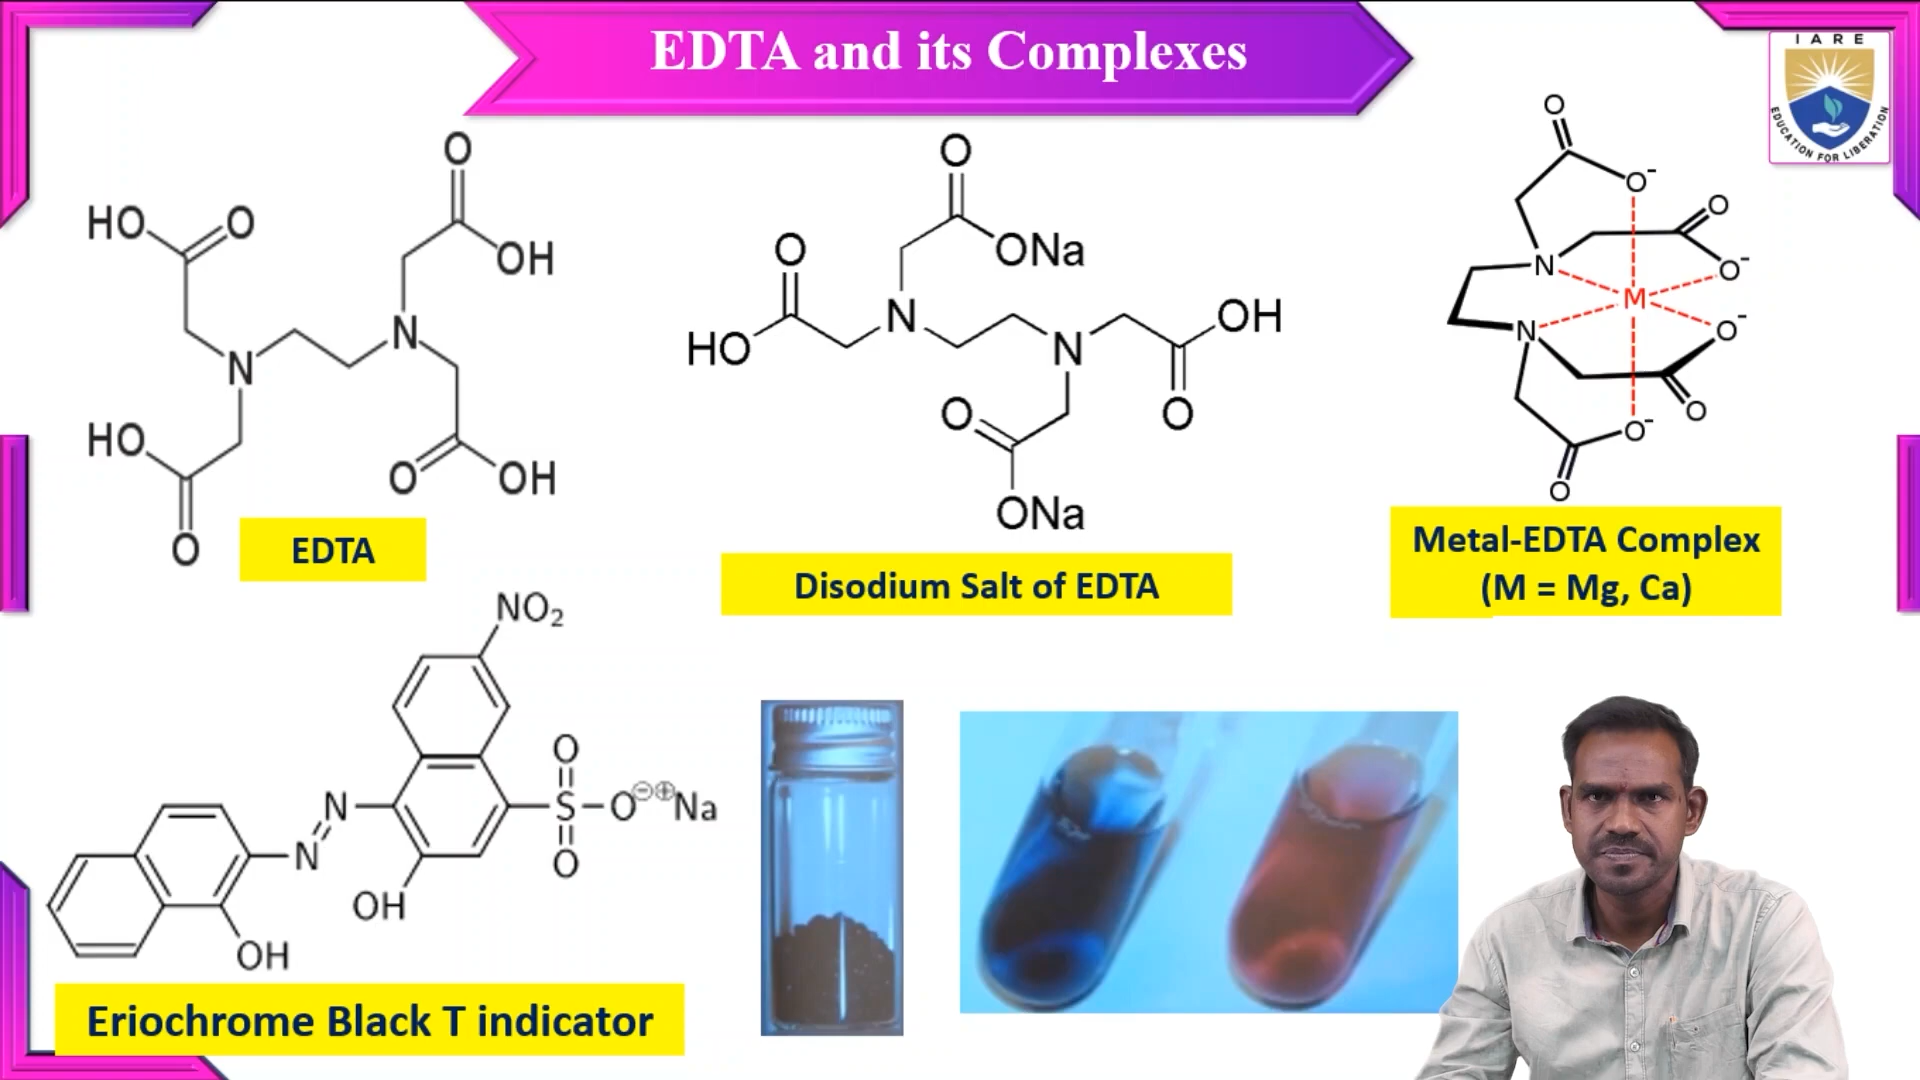 EDTA and its Complexes
IARE
EDUCATION FOR LIBERATION
O
HO O
OH
N
N
HO
O OH
O
EDTA
O
O
ONa
HO
N
OH
N
O
O
ONa
Disodium Salt of EDTA
O
O-
O
N
O-
M
N
O-
O
O-
O
Metal-EDTA Complex
(M = Mg, Ca)
NO2
O
N
S
O⊖⊕Na
N
O
OH
OH
Eriochrome Black T indicator